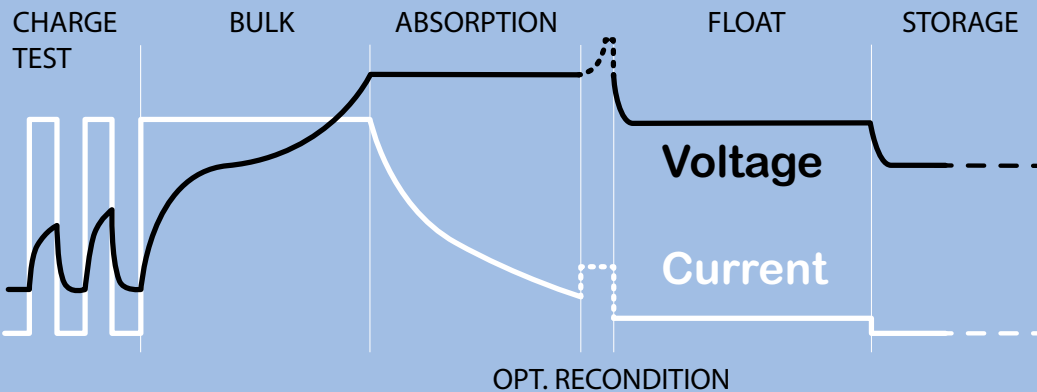 CHARGE
TEST
BULK
ABSORPTION
FLOAT
STORAGE
Voltage
Current
OPT. RECONDITION